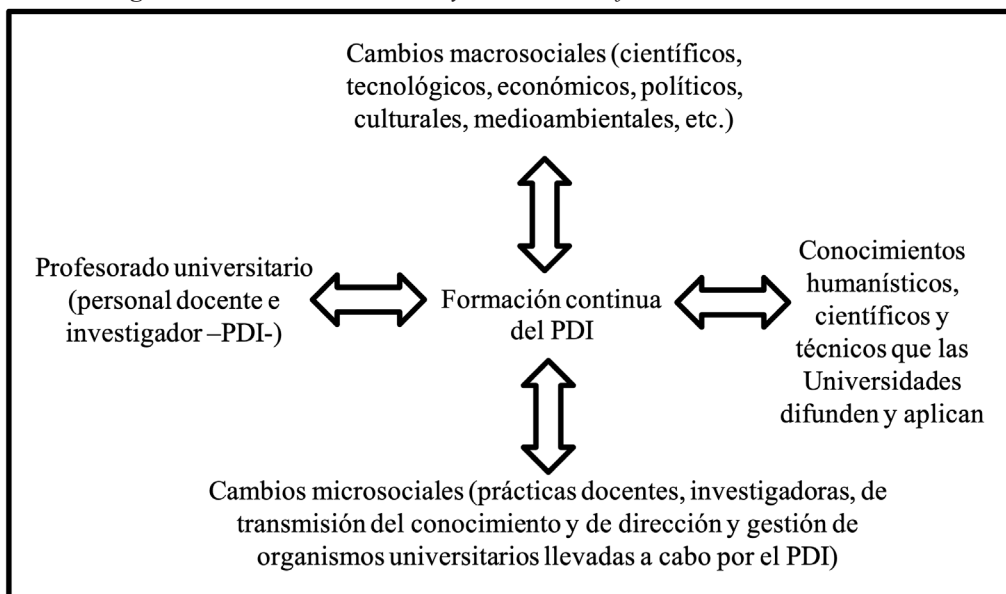 Cambios macrosociales (científicos,
tecnológicos, económicos, políticos,
culturales, medioambientales, etc.)
Profesorado universitario
(personal docente e
investigador –PDI-)
Formación continua
del PDI
Conocimientos
humanísticos,
científicos y
técnicos que las
Universidades
difunden y aplican
Cambios microsociales (prácticas docentes, investigadoras, de
transmisión del conocimiento y de dirección y gestión de
organismos universitarios llevadas a cabo por el PDI)